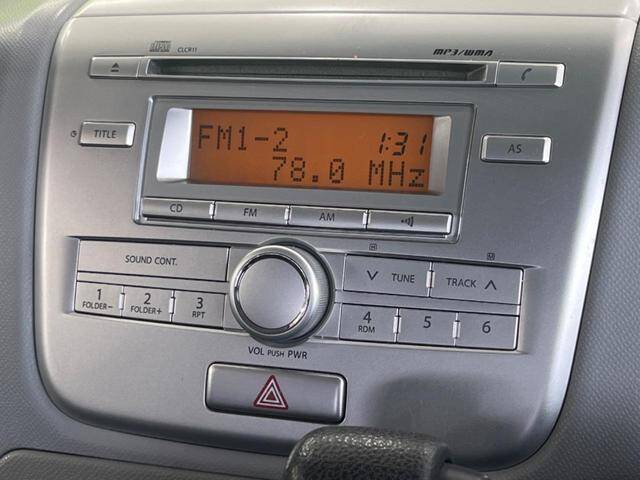 CLCR11
MP3/WMA
TITLE
FM1-2 1:31
78.0 MHz
AS
CD FM AM
SOUND CONT.
H M
TUNE TRACK
1 2 3
FOLDER- FOLDER+ RPT
4 5 6
RDM
VOL PUSH PWR